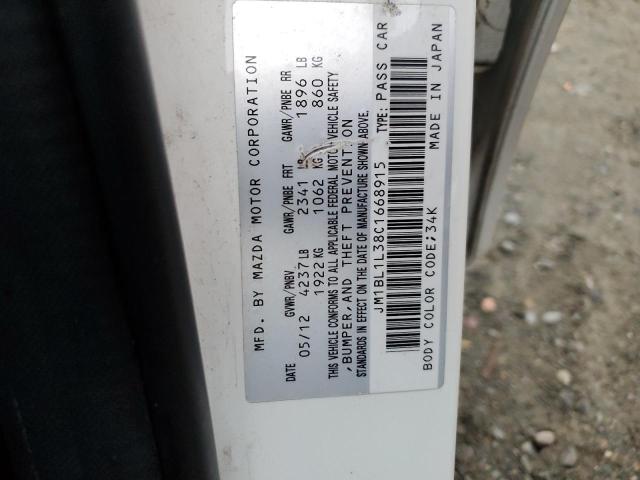 MFD. BY MAZDA MOTOR CORPORATION
DATE GVWR/PNBV GAWR/PNBE FRT GAWR/PNBE RR
05/12 4237LB 2341 LB 1896 LB
1922KG 1062 KG 860 KG
THIS VEHICLE CONFORMS TO ALL APPLICABLE FEDERAL MOTOR VEHICLE SAFETY
,BUMPER,AND THEFT PREVENTION
STANDARDS IN EFFECT ON THE DATE OF MANUFACTURE SHOWN ABOVE.
JM1BL1L38C1668915 TYPE: PASS CAR
BODY COLOR CODE;34K MADE IN JAPAN